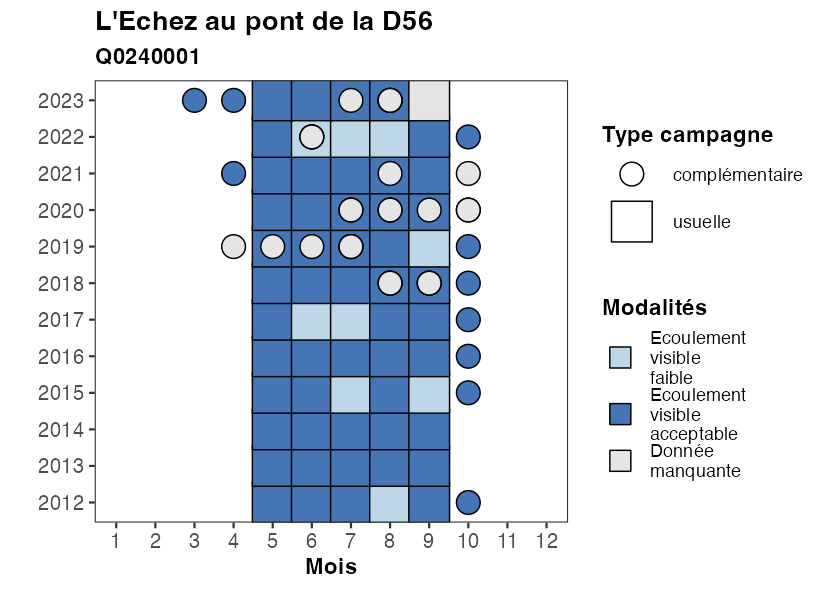 L'Echez au pont de la D56
Q0240001
2023
2022
2021
2020
2019
2018
2017
2016
2015
2014
2013
2012
1 2 3 4 5 6 7 8 9 10 11 12
Mois
Type campagne
complémentaire
usuelle
Modalités
Ecoulement
visible
faible
Ecoulement
visible
acceptable
Donnée
manquante